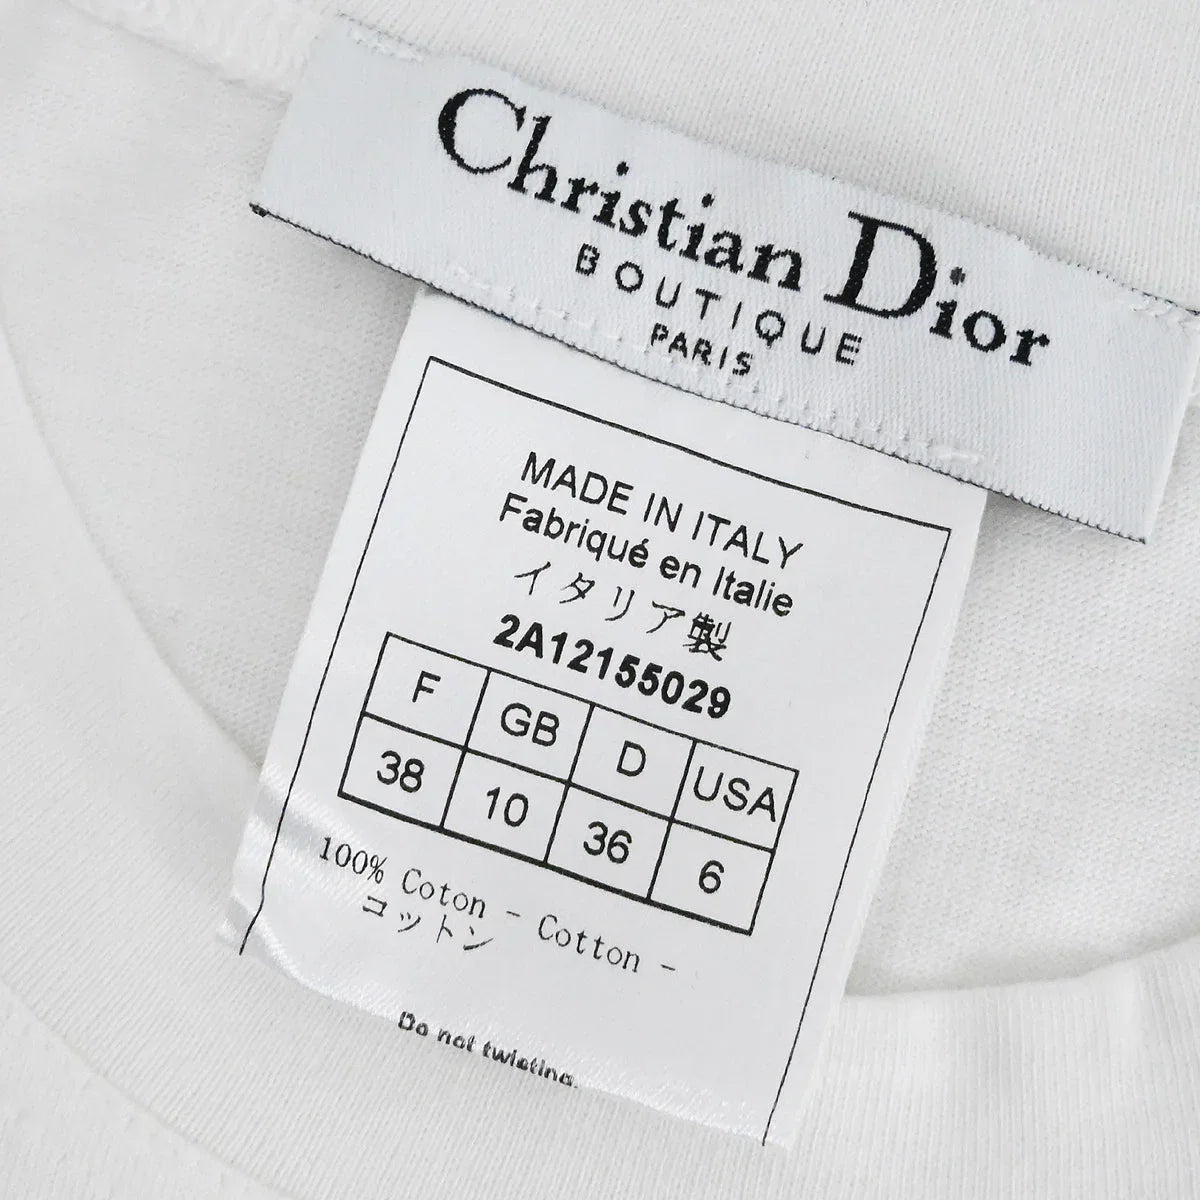 Christian Dior
BOUTIQUE
PARIS
MADE IN ITALY
Fabriqué en Italie
イタリア製
2A12155029
F GB D USA
38 10 36 6
100% Coton - Cotton -
コットン
Do not twisting.